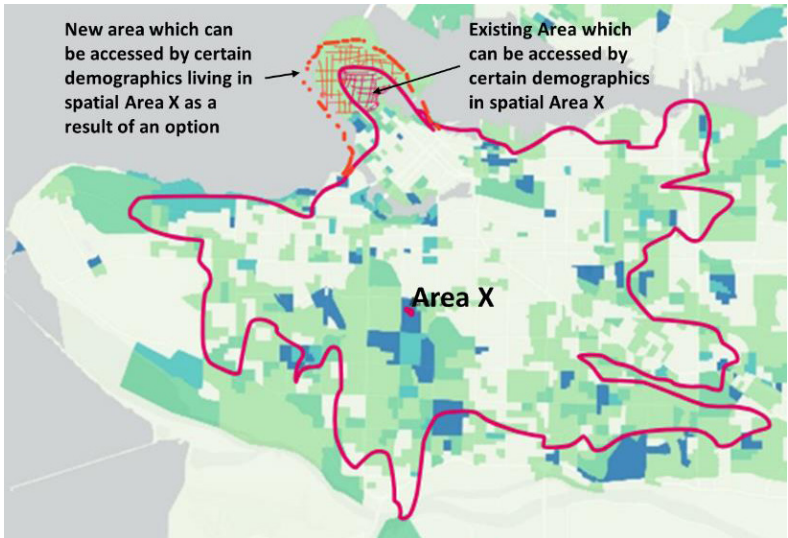 New area which can
be accessed by certain
demographics living in
spatial Area X as a
result of an option
Existing Area which
can be accessed by
certain demographics
in spatial Area X
Area X